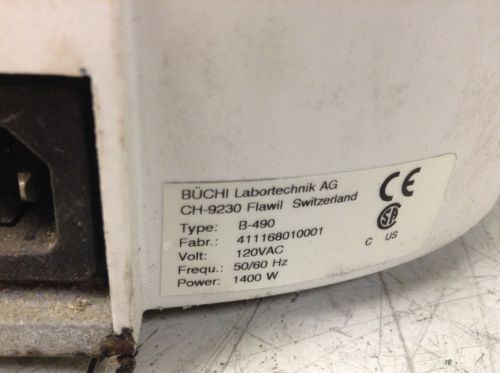 BÜCHI Labortechnik AG
CH-9230 Flawil Switzerland
Type: B-490
Fabr.: 411168010001
Volt: 120VAC
Frequ.: 50/60 Hz
Power: 1400 W
CE
SA
C US